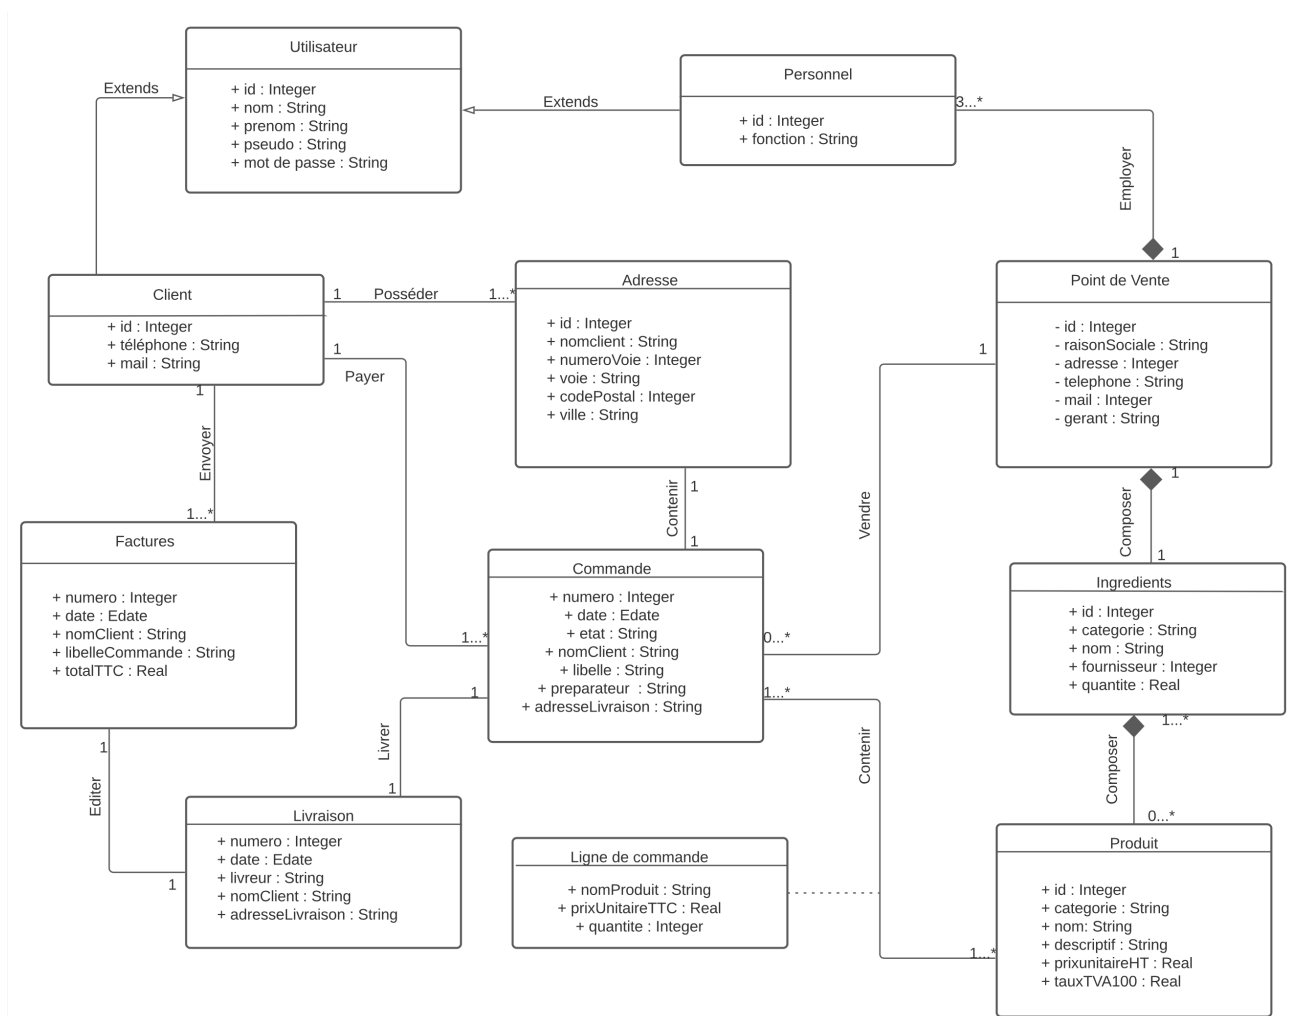 Utilisateur
+ id : Integer
+ nom : String
+ prenom : String
+ pseudo : String
+ mot de passe : String
Extends
Extends
Personnel
+ id : Integer
+ fonction : String
3...*
Employer
1
Client
+ id : Integer
+ téléphone : String
+ mail : String
1
Posséder
1...*
1
Payer
1...*
Adresse
+ id : Integer
+ nomclient : String
+ numeroVoie : Integer
+ voie : String
+ codePostal : Integer
+ ville : String
Point de Vente
- id : Integer
- raisonSociale : String
- adresse : Integer
- telephone : String
- mail : Integer
- gerant : String
1
Vendre
0...*
1
Envoyer
1...*
1
Contenir
1
1
Composer
1
Factures
+ numero : Integer
+ date : Edate
+ nomClient : String
+ libelleCommande : String
+ totalTTC : Real
Commande
+ numero : Integer
+ date : Edate
+ etat : String
+ nomClient : String
+ libelle : String
+ preparateur  : String
+ adresseLivraison : String
Ingredients
+ id : Integer
+ categorie : String
+ nom : String
+ fournisseur : Integer
+ quantite : Real
1
Livrer
1
1...*
Contenir
1...*
1...*
Composer
0...*
1
Editer
1
Livraison
+ numero : Integer
+ date : Edate
+ livreur : String
+ nomClient : String
+ adresseLivraison : String
Ligne de commande
+ nomProduit : String
+ prixUnitaireTTC : Real
+ quantite : Integer
Produit
+ id : Integer
+ categorie : String
+ nom: String
+ descriptif : String
+ prixunitaireHT : Real
+ tauxTVA100 : Real